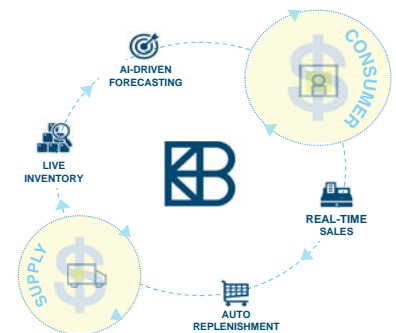 AI-DRIVEN
FORECASTING
CONSUMER
LIVE
INVENTORY
REAL-TIME
SALES
SUPPLY
AUTO
REPLENISHMENT